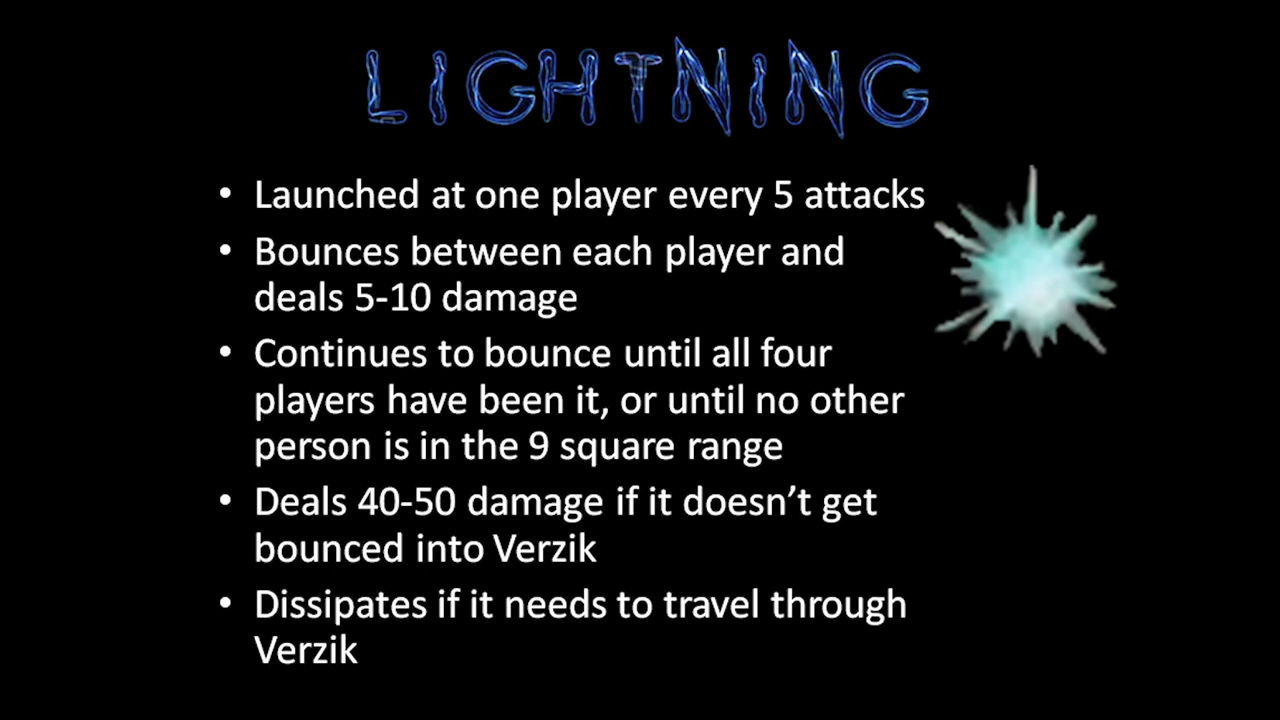 LIGHTNING
• Launched at one player every 5 attacks
• Bounces between each player and
deals 5-10 damage
• Continues to bounce until all four
players have been it, or until no other
person is in the 9 square range
• Deals 40-50 damage if it doesn’t get
bounced into Verzik
• Dissipates if it needs to travel through
Verzik